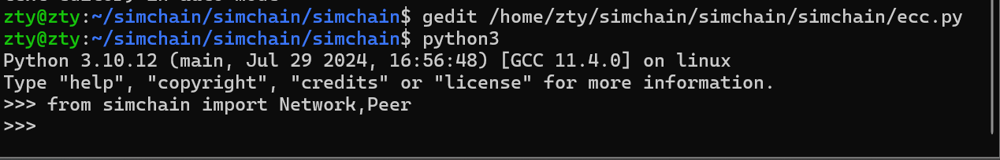 zty@zty:~/simchain/simchain/simchain$ gedit /home/zty/simchain/simchain/simchain/ecc.py
zty@zty:~/simchain/simchain/simchain$ python3
Python 3.10.12 (main, Jul 29 2024, 16:56:48) [GCC 11.4.0] on linux
Type "help", "copyright", "credits" or "license" for more information.
>>> from simchain import Network,Peer
>>>